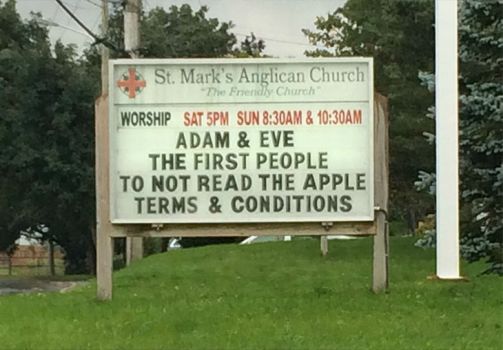 St. Mark's Anglican Church
"The Friendly Church"
WORSHIP SAT 5PM SUN 8:30AM & 10:30AM
ADAM & EVE
THE FIRST PEOPLE
TO NOT READ THE APPLE
TERMS & CONDITIONS